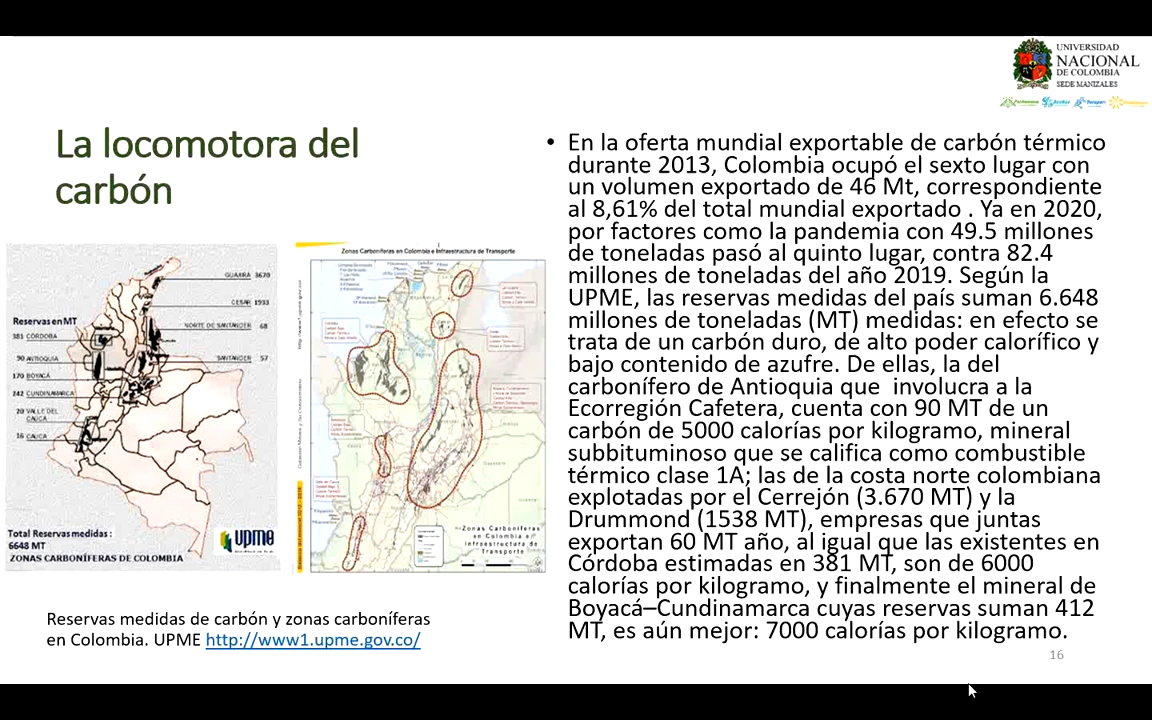 UNIVERSIDAD
NACIONAL
DE COLOMBIA
SEDE MANIZALES
La locomotora del
carbón
• En la oferta mundial exportable de carbón térmico
durante 2013, Colombia ocupó el sexto lugar con
un volumen exportado de 46 Mt, correspondiente
al 8,61% del total mundial exportado . Ya en 2020,
por factores como la pandemia con 49.5 millones
de toneladas pasó al quinto lugar, contra 82.4
millones de toneladas del año 2019. Según la
UPME, las reservas medidas del país suman 6.648
millones de toneladas (MT) medidas: en efecto se
trata de un carbón duro, de alto poder calorífico y
bajo contenido de azufre. De ellas, la del
carbonífero de Antioquia que involucra a la
Ecorregión Cafetera, cuenta con 90 MT de un
carbón de 5000 calorías por kilogramo, mineral
subbituminoso que se califica como combustible
térmico clase 1A; las de la costa norte colombiana
explotadas por el Cerrejón (3.670 MT) y la
Drummond (1538 MT), empresas que juntas
exportan 60 MT año, al igual que las existentes en
Córdoba estimadas en 381 MT, son de 6000
calorías por kilogramo, y finalmente el mineral de
Boyacá–Cundinamarca cuyas reservas suman 412
MT, es aún mejor: 7000 calorías por kilogramo.
GUAJIRA 3670
CESAR 1933
Reservas en MT
NORTE DE SANTANDER 68
381 CORDOBA
90 ANTIOQUIA
SANTANDER 57
170 BOYACÁ
242 CUNDINAMARCA
20 VALLE DEL
CAUCA
16 CAUCA
Total Reservas medidas :
6648 MT
ZONAS CARBONÍFERAS DE COLOMBIA
upme
Zonas Carboníferas en Colombia e Infraestructura de Transporte
Zonas Carboníferas
en Colombia e
Infraestructura de
Transporte
Reservas medidas de carbón y zonas carboníferas
en Colombia. UPME http://www1.upme.gov.co/
16